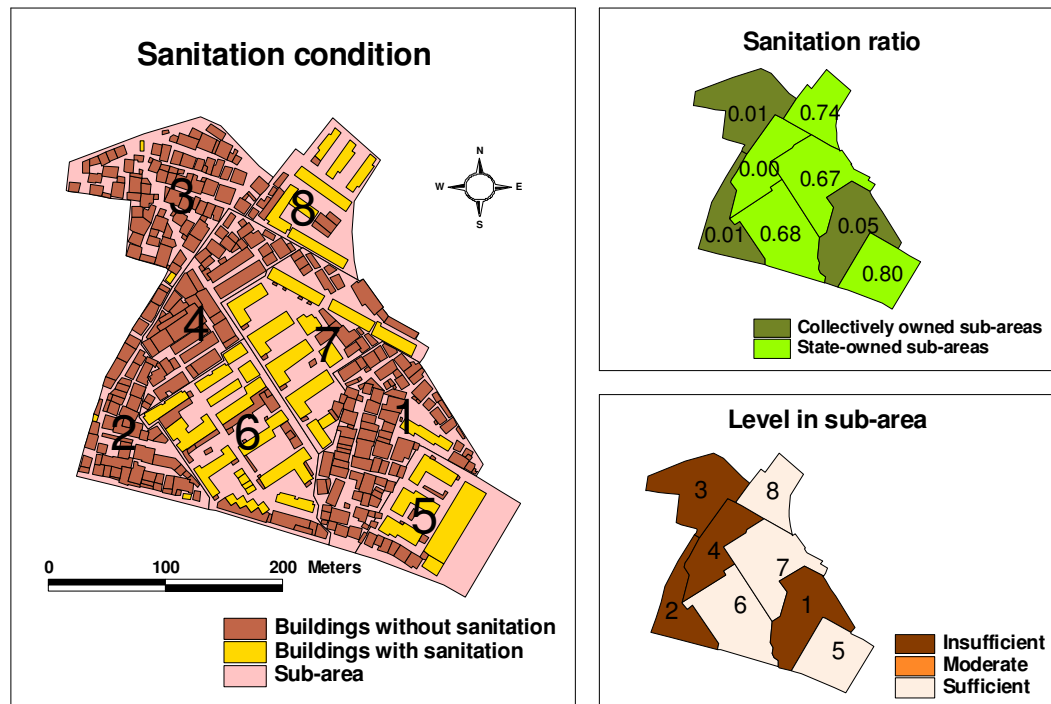 Sanitation condition
N
W
E
S
3
8
4
7
2
6
1
5
0
100
200 Meters
Buildings without sanitation
Buildings with sanitation
Sub-area
Sanitation ratio
0.01
0.74
0.00
0.67
0.01
0.68
0.05
0.80
Collectively owned sub-areas
State-owned sub-areas
Level in sub-area
3
8
4
7
2
6
1
5
Insufficient
Moderate
Sufficient